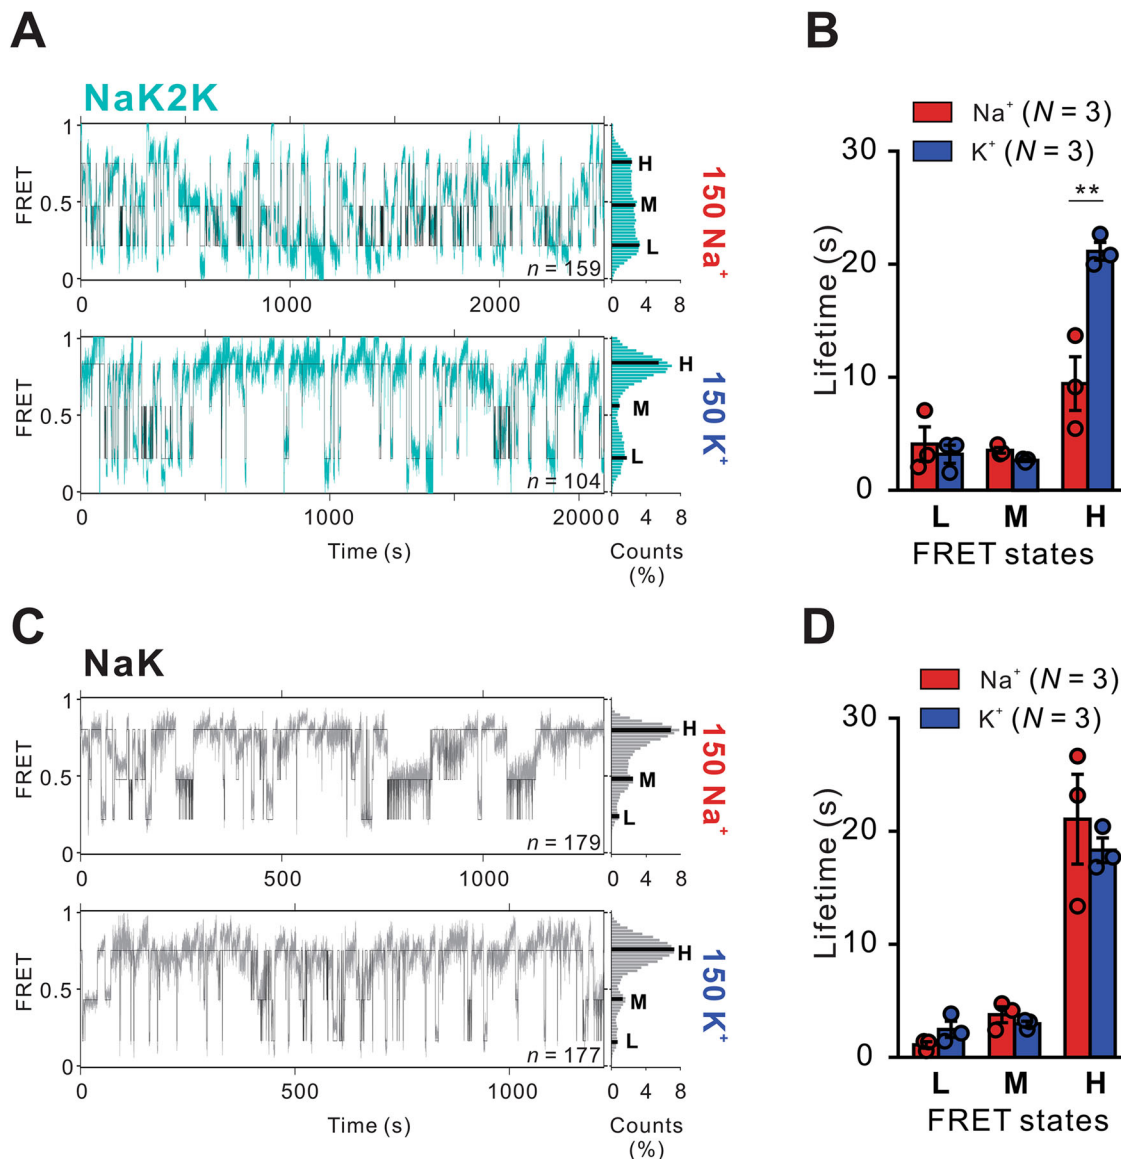 A
NaK2K
FRET
1
0.5
0
H
M
L
n = 159
0
1000
2000
0 4 8
150 Na⁺
FRET
1
0.5
0
H
M
L
n = 104
0
1000
2000
0 4 8
150 K⁺
Time (s)
Counts
(%)
B
Na⁺ (N = 3)
K⁺ (N = 3)
Lifetime (s)
30
20
10
0
**
L
M
H
FRET states
C
NaK
FRET
1
0.5
0
H
M
L
n = 179
0
500
1000
0 4 8
150 Na⁺
FRET
1
0.5
0
H
M
L
n = 177
0
500
1000
0 4 8
150 K⁺
Time (s)
Counts
(%)
D
Na⁺ (N = 3)
K⁺ (N = 3)
Lifetime (s)
30
20
10
0
L
M
H
FRET states